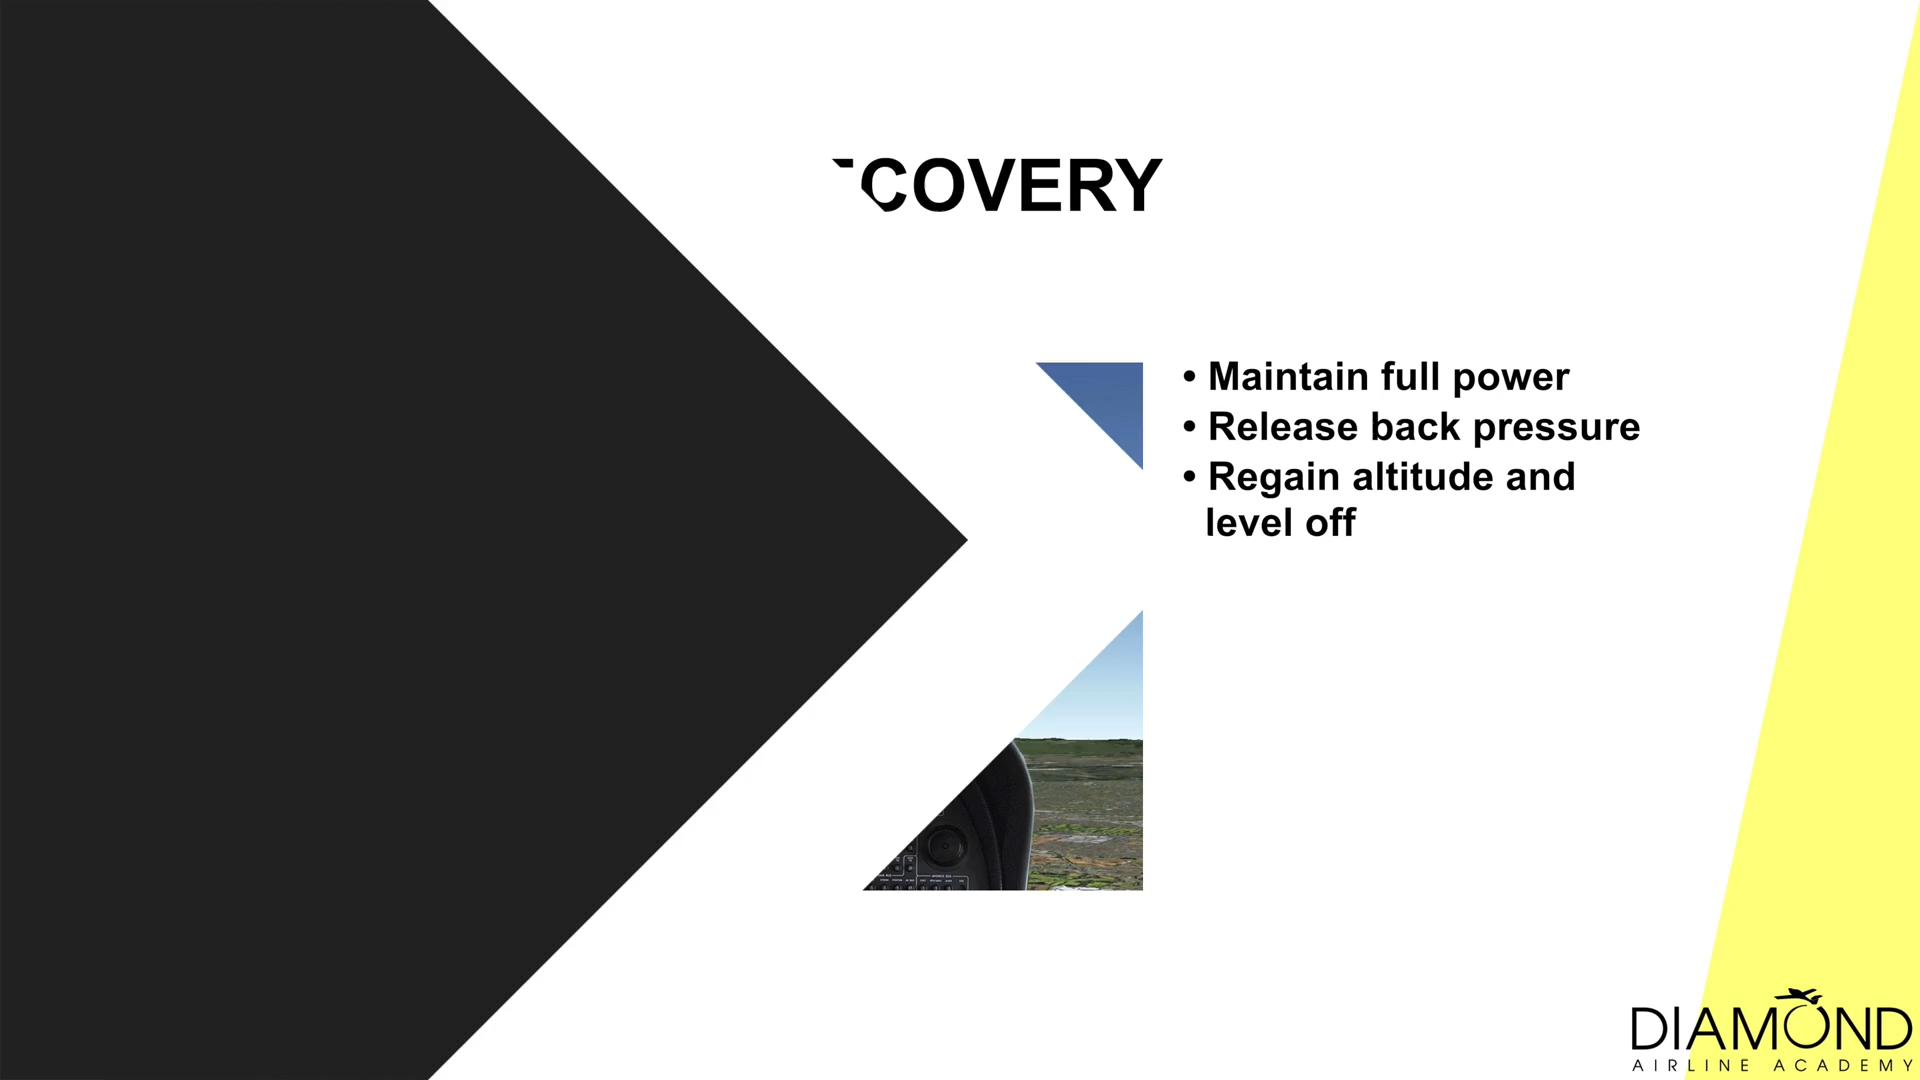 COVERY
• Maintain full power
• Release back pressure
• Regain altitude and
level off
DIAMOND
AIRLINE ACADEMY